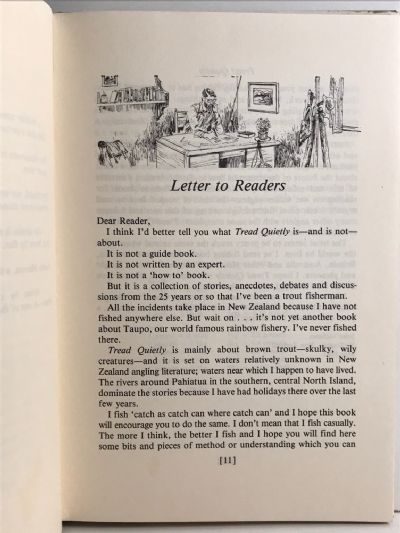 Letter to Readers
Dear Reader,
I think I'd better tell you what Tread Quietly is—and is not—
about.
It is not a guide book.
It is not written by an expert.
It is not a 'how to' book.
But it is a collection of stories, anecdotes, debates and discus-
sions from the 25 years or so that I've been a trout fisherman.
All the incidents take place in New Zealand because I have not
fished anywhere else. But wait on . . . it's not yet another book
about Taupo, our world famous rainbow fishery. I've never fished
there.
Tread Quietly is mainly about brown trout—skulky, wily
creatures—and it is set on waters relatively unknown in New
Zealand angling literature; waters near which I happen to have lived.
The rivers around Pahiatua in the southern, central North Island,
dominate the stories because I have had holidays there over the last
few years.
I fish 'catch as catch can where catch can' and I hope this book
will encourage you to do the same. I don't mean that I fish casually.
The more I think, the better I fish and I hope you will find here
some bits and pieces of method or understanding which you can
[11]